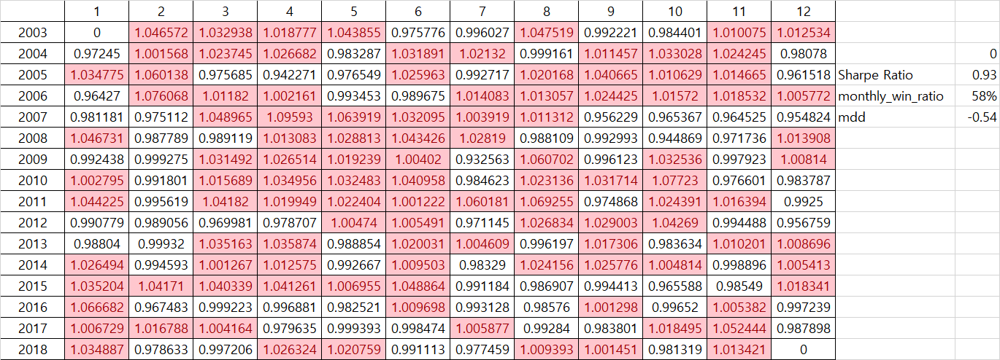 1 2 3 4 5 6 7 8 9 10 11 12
2003 0 1.046572 1.032938 1.018777 1.043855 0.975776 0.996027 1.047519 0.992221 0.984401 1.010075 1.012534
2004 0.97245 1.001568 1.023745 1.026682 0.983287 1.031891 1.02132 0.999161 1.011457 1.033028 1.024245 0.98078 0
2005 1.034775 1.060138 0.975685 0.942271 0.976549 1.025963 0.992717 1.020168 1.040665 1.010629 1.014665 0.961518 Sharpe Ratio 0.93
2006 0.96427 1.076068 1.01182 1.002161 0.993453 0.989675 1.014083 1.013057 1.024425 1.01572 1.018532 1.005772 monthly_win_ratio 58%
2007 0.981181 0.975112 1.048965 1.09593 1.063919 1.032095 1.003919 1.011312 0.956229 0.965367 0.964525 0.954824 mdd -0.54
2008 1.046731 0.987789 0.989119 1.013083 1.028813 1.043426 1.02819 0.988109 0.992993 0.944869 0.971736 1.013908
2009 0.992438 0.999275 1.031492 1.026514 1.019239 1.00402 0.932563 1.060702 0.996123 1.032536 0.997923 1.00814
2010 1.002795 0.991801 1.015689 1.034956 1.032483 1.040958 0.984623 1.023136 1.031714 1.07723 0.976601 0.983787
2011 1.044225 0.995619 1.04182 1.019949 1.022404 1.001222 1.060181 1.069255 0.974868 1.024391 1.016394 0.9925
2012 0.990779 0.989056 0.969981 0.978707 1.00474 1.005491 0.971145 1.026834 1.029003 1.04269 0.994488 0.956759
2013 0.98804 0.99932 1.035163 1.035874 0.988854 1.020031 1.004609 0.996197 1.017306 0.983634 1.010201 1.008696
2014 1.026494 0.994593 1.001267 1.012575 0.992667 1.009503 0.98329 1.024156 1.025776 1.004814 0.998896 1.005413
2015 1.035204 1.04171 1.040339 1.041261 1.006955 1.048864 0.991184 0.986907 0.994413 0.965588 0.98549 1.018341
2016 1.066682 0.967483 0.999223 0.996881 0.982521 1.009698 0.993128 0.98576 1.001298 0.99652 1.005382 0.997239
2017 1.006729 1.016788 1.004164 0.979635 0.999393 0.998474 1.005877 0.99284 0.983801 1.018495 1.052444 0.987898
2018 1.034887 0.978633 0.997206 1.026324 1.020759 0.991113 0.977459 1.009393 1.001451 0.981319 1.013421 0